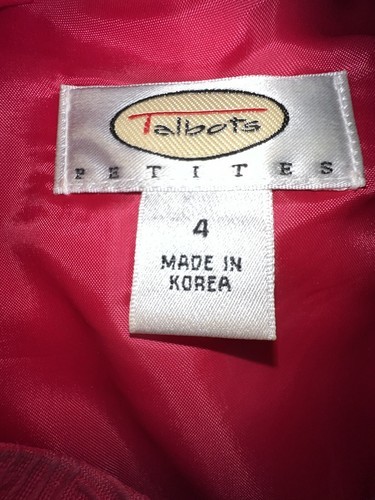 Talbots
PETITES
4
MADE IN
KOREA